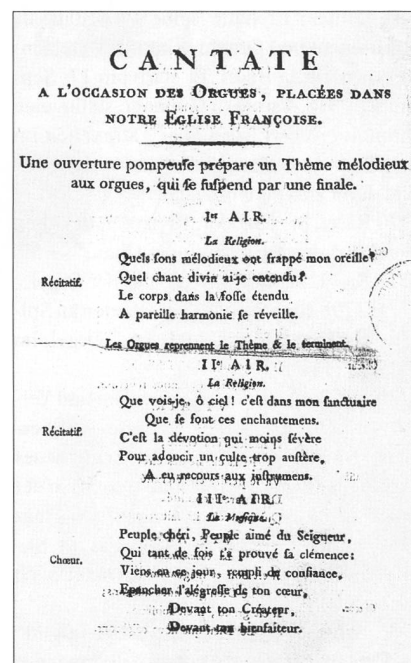 CANTATE
A L'OCCASION DES ORGUES, PLACÉES DANS
NOTRE EGLISE FRANÇOISE.
Une ouverture pompeuſe prépare un Thème mélodieux
aux orgues, qui ſe ſuſpend par une finale.
Ier AIR.
La Religion.
Quels ſons mélodieux ont frappé mon oreille?
Récitatif. Quel chant divin ai-je entendu?
Le corps dans la foſſe étendu
A pareille harmonie ſe réveille.
Les Orgues reprennent le Thème & le terminent.
IIe AIR.
La Religion.
Que vois-je, ô ciel! c'eſt dans mon ſanctuaire
Que ſe font ces enchantemens.
Récitatif. C'eſt la dévotion qui moins ſévère
Pour adoucir un culte trop auſtère,
A eu recours aux inſtrumens.
IIIe AIR.
La Muſique.
Peuple chéri, Peuple aimé du Seigneur,
Qui tant de fois t'a prouvé ſa clémence:
Chœur. Viens en ce jour, rempli de confiance,
Epancher l'alégreſſe de ton cœur,
Devant ton Créateur,
Devant ton bienfaiteur.